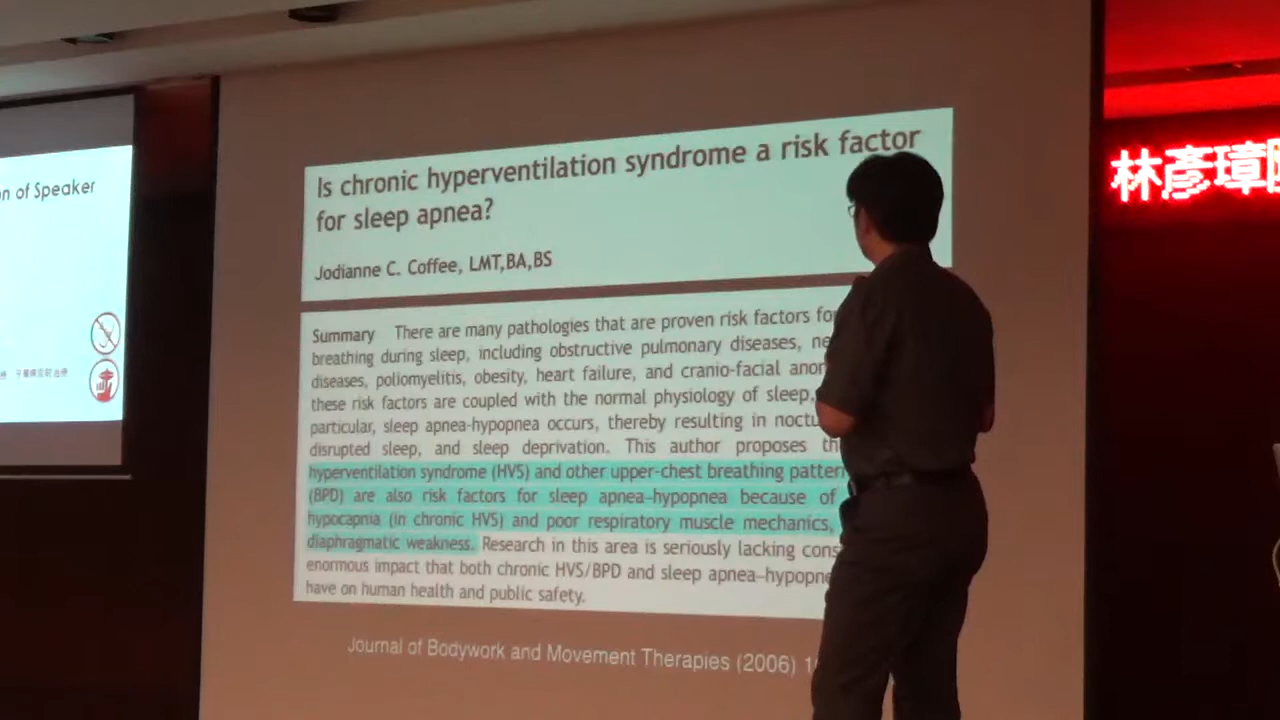 of Speaker
Is chronic hyperventilation syndrome a risk factor
for sleep apnea?
Jodianne C. Coffee, LMT,BA,BS
Summary There are many pathologies that are proven risk factors for
breathing during sleep, including obstructive pulmonary diseases,
diseases, poliomyelitis, obesity, heart failure, and cranio-facial
these risk factors are coupled with the normal physiology of sleep,
particular, sleep apnea-hypopnea occurs, thereby resulting in
disrupted sleep, and sleep deprivation. This author proposes
hyperventilation syndrome (HVS) and other upper-chest breathing
(BPD) are also risk factors for sleep apnea–hypopnea because of
hypocapnia (in chronic HVS) and poor respiratory muscle mechanics,
diaphragmatic weakness. Research in this area is seriously lacking
enormous impact that both chronic HVS/BPD and sleep
have on human health and public safety.
Journal of Bodywork and Movement Therapies (2006)
林彥璋